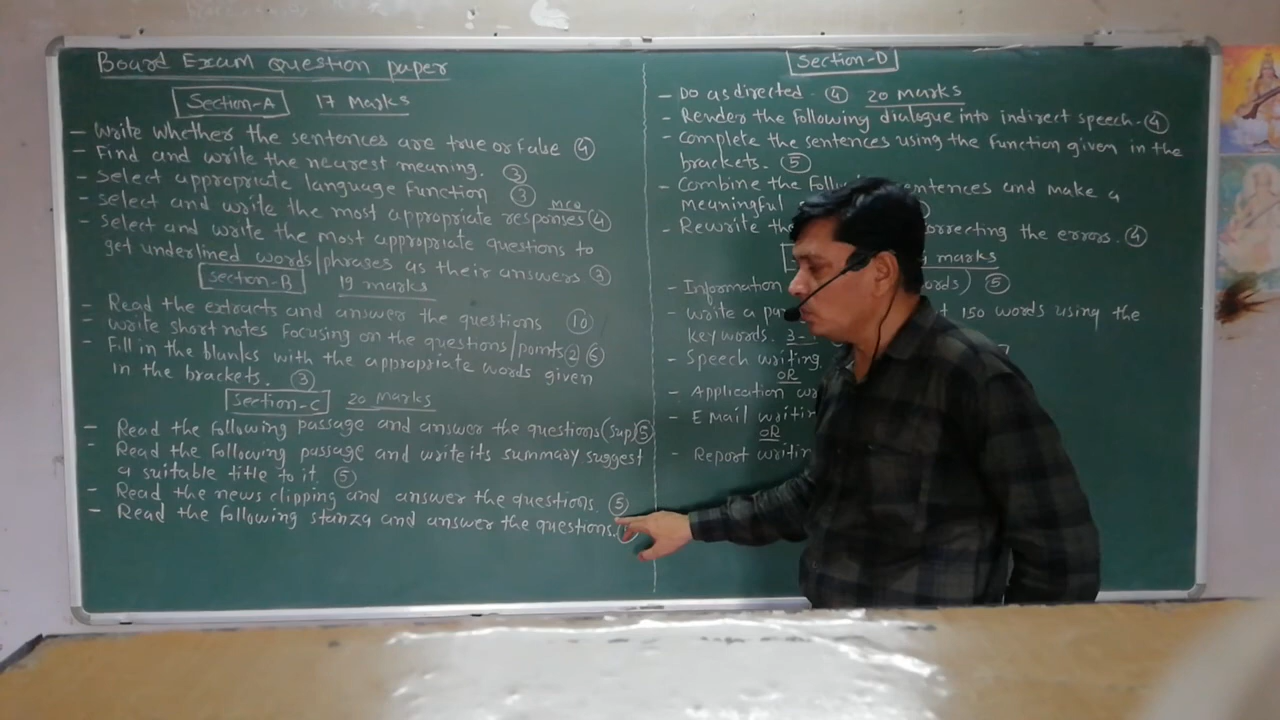 Board Exam Question paper
Section-A 17 Marks
- Write whether the sentences are true or False (4)
- Find and write the nearest meaning. (3)
- Select appropriate language Function (3)
MCQ
- Select and write the most appropriate responses (4)
- Select and write the most appropriate questions to
get underlined words/phrases as their answers (3)
Section-B 19 marks
- Read the extracts and answer the questions (10)
- Write short notes Focusing on the questions/points (2) (6)
- Fill in the blanks with the appropriate words given
in the brackets. (3)
Section-C 20 Marks
- Read the following passage and answer the questions (sup) (5)
- Read the following passage and write its summary suggest
a suitable title to it. (5)
- Read the news clipping and answer the questions. (5)
- Read the following stanza and answer the questions.
Section-D
- Do as directed. (4) 20 marks
- Render the following dialogue into indirect speech. (4)
- Complete the sentences using the function given in the
brackets. (5)
- Combine the entences and make a
meaningful
- Rewrite orrecting the errors. (4)
marks
- Information ords) (5)
- Write a 150 words using the
key words.
- Speech writing.
OR
- Application
- E Mail
OR
- Report